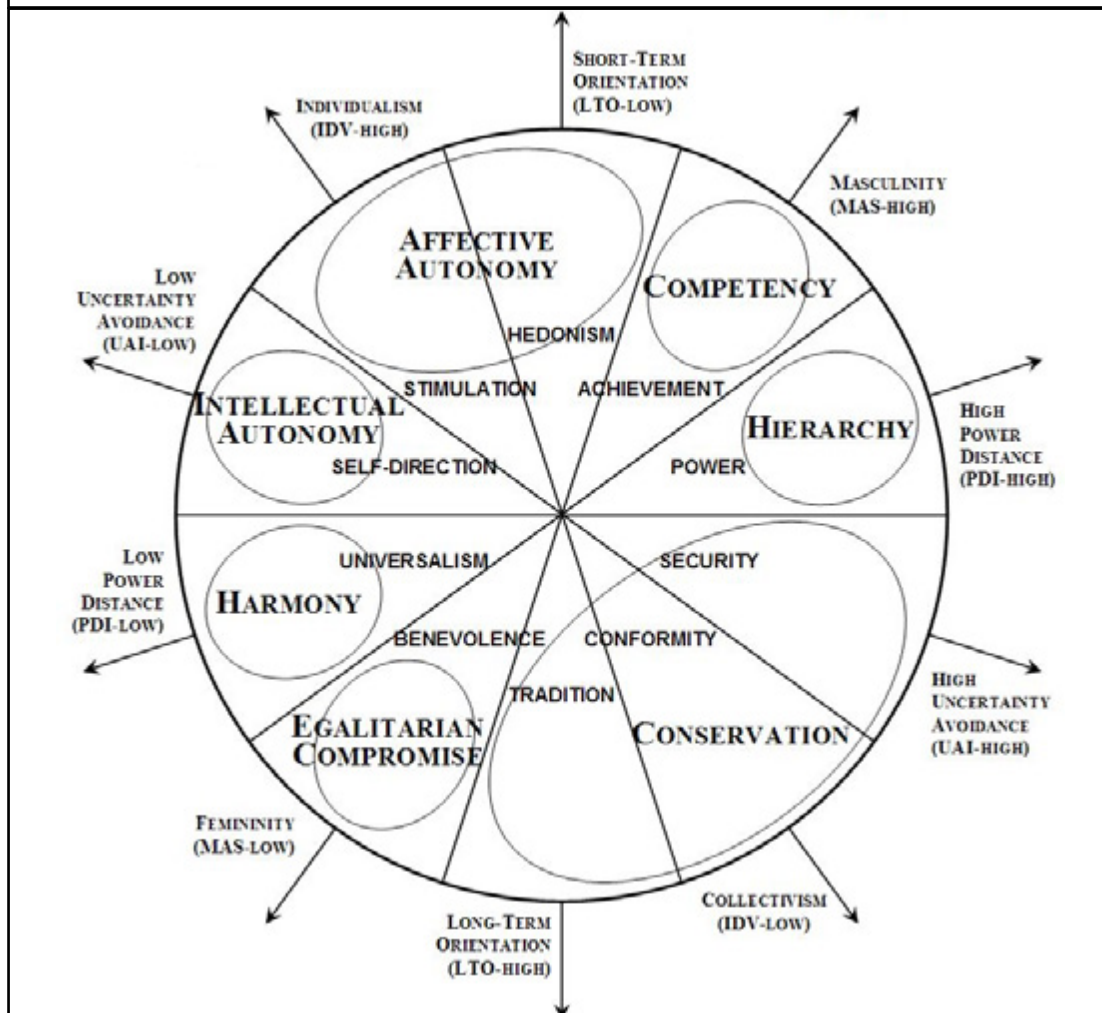 SHORT-TERM
ORIENTATION
(LTO-LOW)
INDIVIDUALISM
(IDV-HIGH)
MASCULINITY
(MAS-HIGH)
AFFECTIVE
AUTONOMY
COMPETENCY
LOW
UNCERTAINTY
AVOIDANCE
(UAI-LOW)
HEDONISM
STIMULATION
ACHIEVEMENT
INTELLECTUAL
AUTONOMY
HIERARCHY
HIGH
POWER
DISTANCE
(PDI-HIGH)
SELF-DIRECTION
POWER
LOW
POWER
DISTANCE
(PDI-LOW)
UNIVERSALISM
SECURITY
HARMONY
BENEVOLENCE
CONFORMITY
TRADITION
HIGH
UNCERTAINTY
AVOIDANCE
(UAI-HIGH)
EGALITARIAN
COMPROMISE
CONSERVATION
FEMININITY
(MAS-LOW)
COLLECTIVISM
(IDV-LOW)
LONG-TERM
ORIENTATION
(LTO-HIGH)